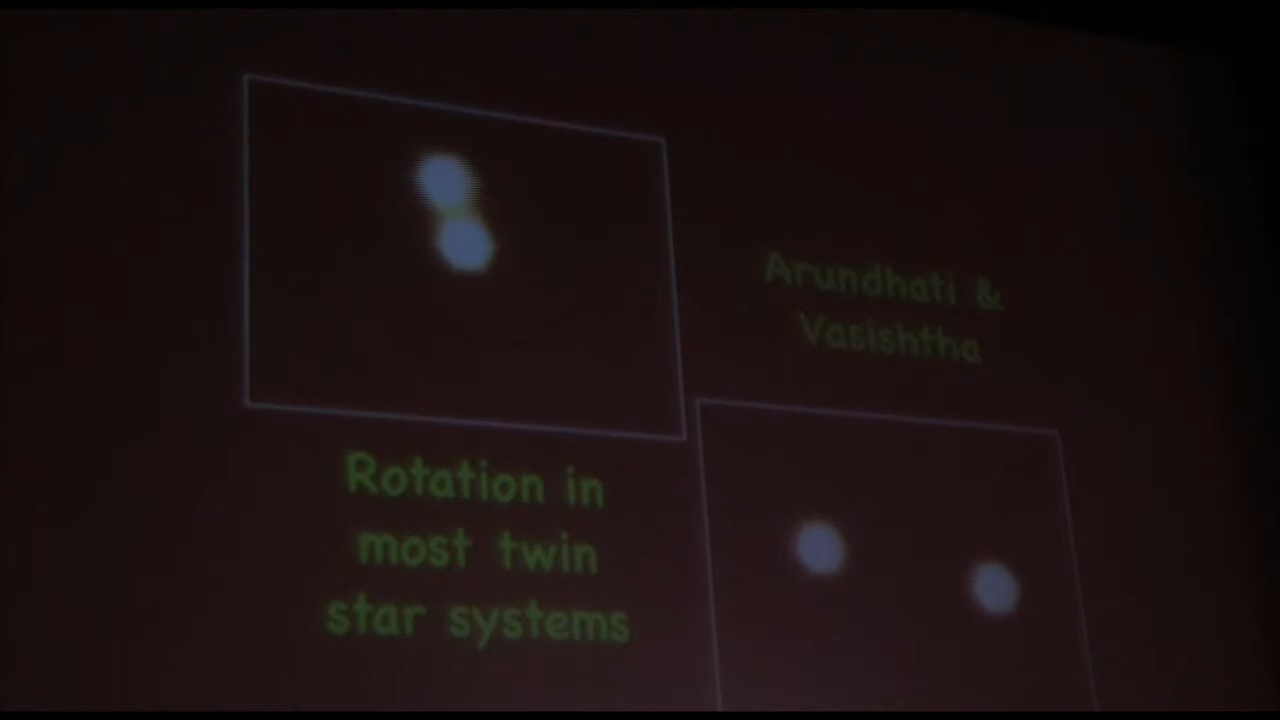 Arundhati &
Vasishtha
Rotation in
most twin
star systems